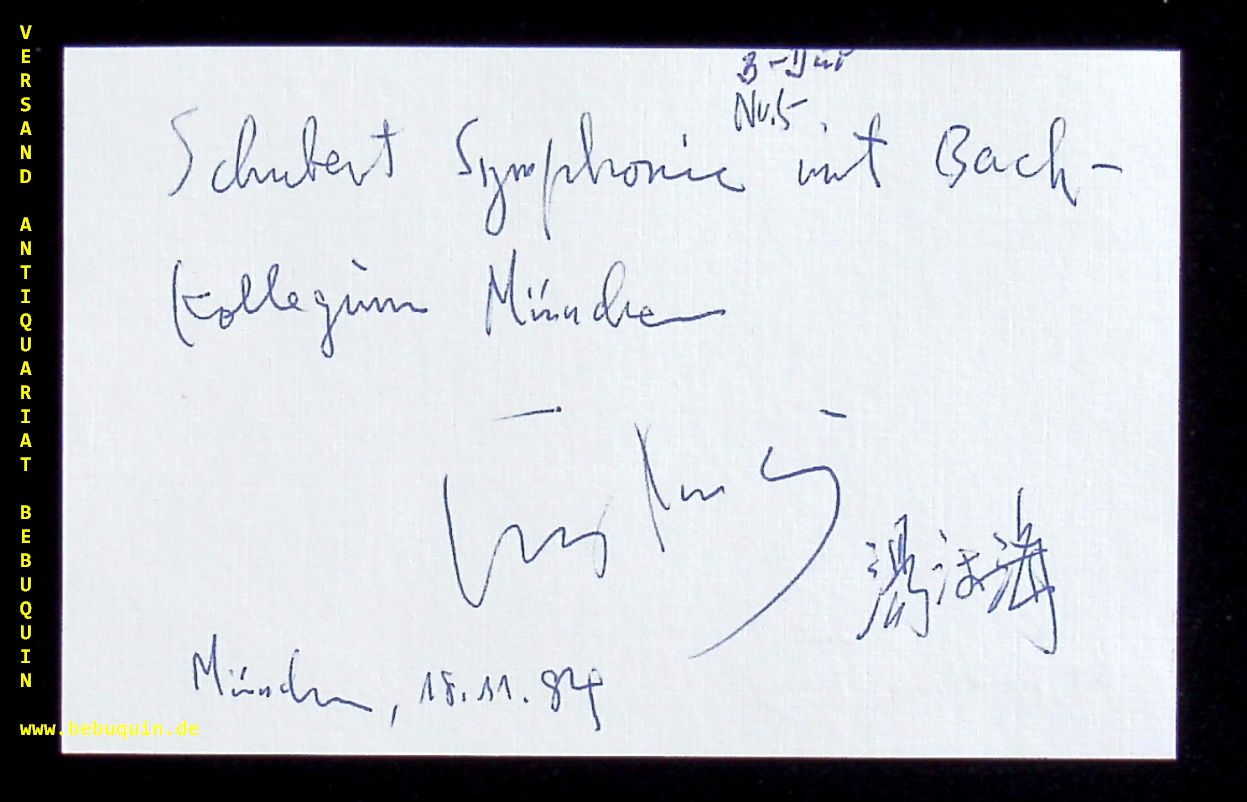 VERSAND ANTIQUARIAT BEBUQUIN
B-Dur
Nr.5.
Schubert Symphonie mit Bach-
Kollegium München
湯沐海
München, 18.11.84
www.bebuquin.de